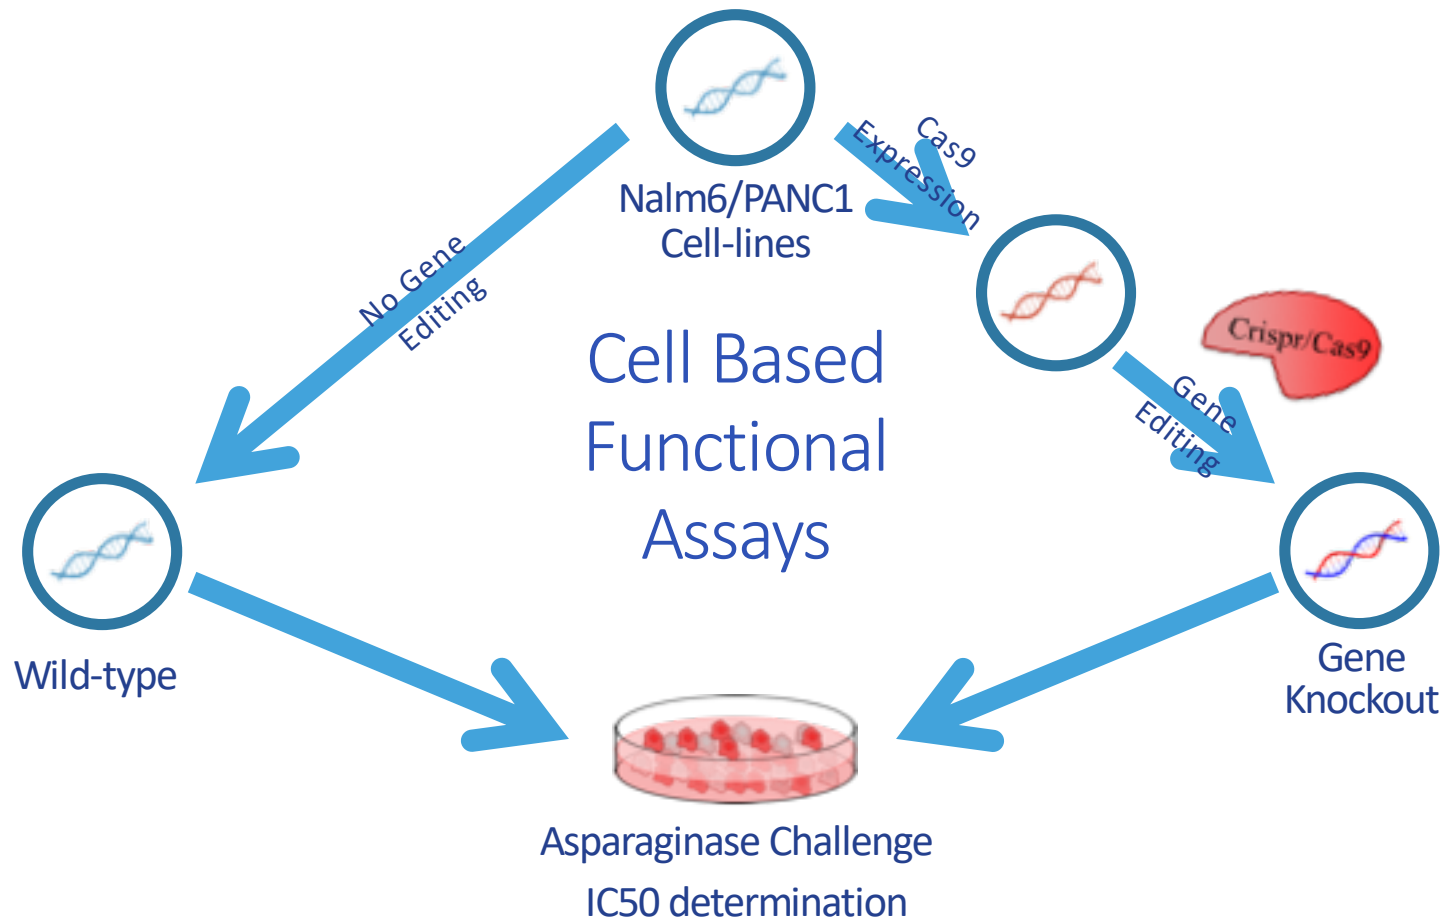 Nalm6/PANC1
Cell-lines
Cas9
Expression
No Gene
Editing
Crispr/Cas9
Gene
Editing
Cell Based
Functional
Assays
Wild-type
Gene
Knockout
Asparaginase Challenge
IC50 determination